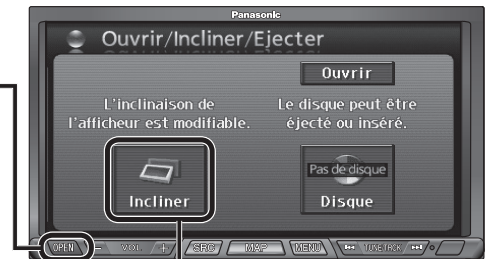 Panasonic
Ouvrir/Incliner/Ejecter
Ouvrir
L'inclinaison de
l'afficheur est modifiable.
Le disque peut être
éjecté ou inséré.
Pas de disque
Incliner
Disque
OPEN − VOL + SRC MAP MENU TUNE/TRACK